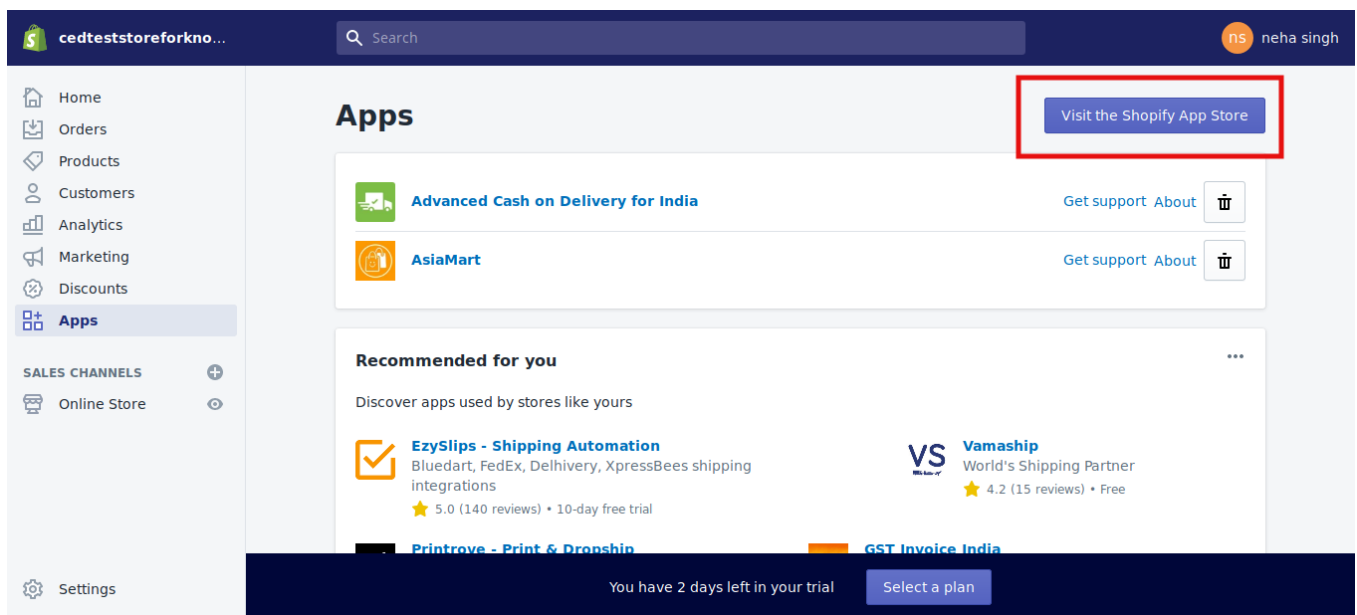 cedteststoreforkno...
Search
ns
neha singh
Home
Orders
Products
Customers
Analytics
Marketing
Discounts
Apps
SALES CHANNELS
Online Store
Settings
Apps
Visit the Shopify App Store
Advanced Cash on Delivery for India
Get support About
AsiaMart
Get support About
Recommended for you
Discover apps used by stores like yours
EzySlips - Shipping Automation
Bluedart, FedEx, Delhivery, XpressBees shipping
integrations
5.0 (140 reviews) • 10-day free trial
VS
Vamaship
World's Shipping Partner
4.2 (15 reviews) • Free
Printrove - Print & Dropship
GST Invoice India
You have 2 days left in your trial
Select a plan